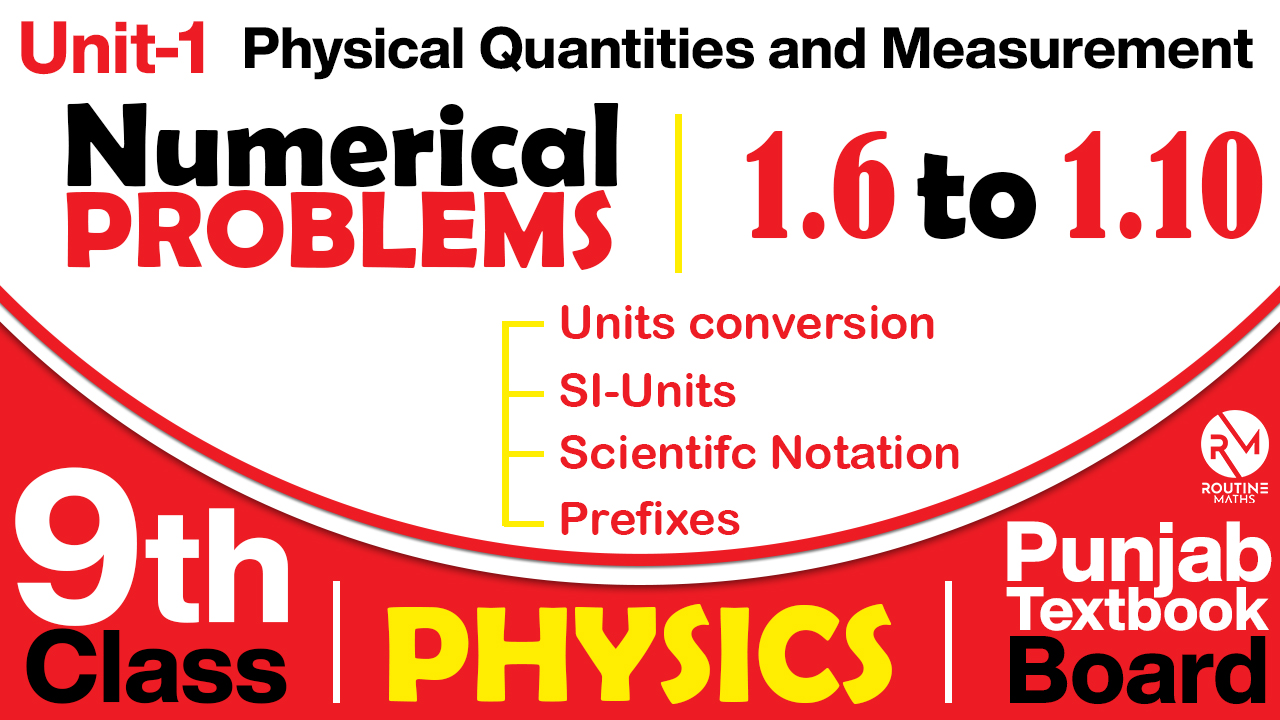 Unit-1 Physical Quantities and Measurement
Numerical
PROBLEMS
1.6 to 1.10
Units conversion
SI-Units
Scientifc Notation
Prefixes
RM
ROUTINE
MATHS
9th
Class
PHYSICS
Punjab
Textbook
Board